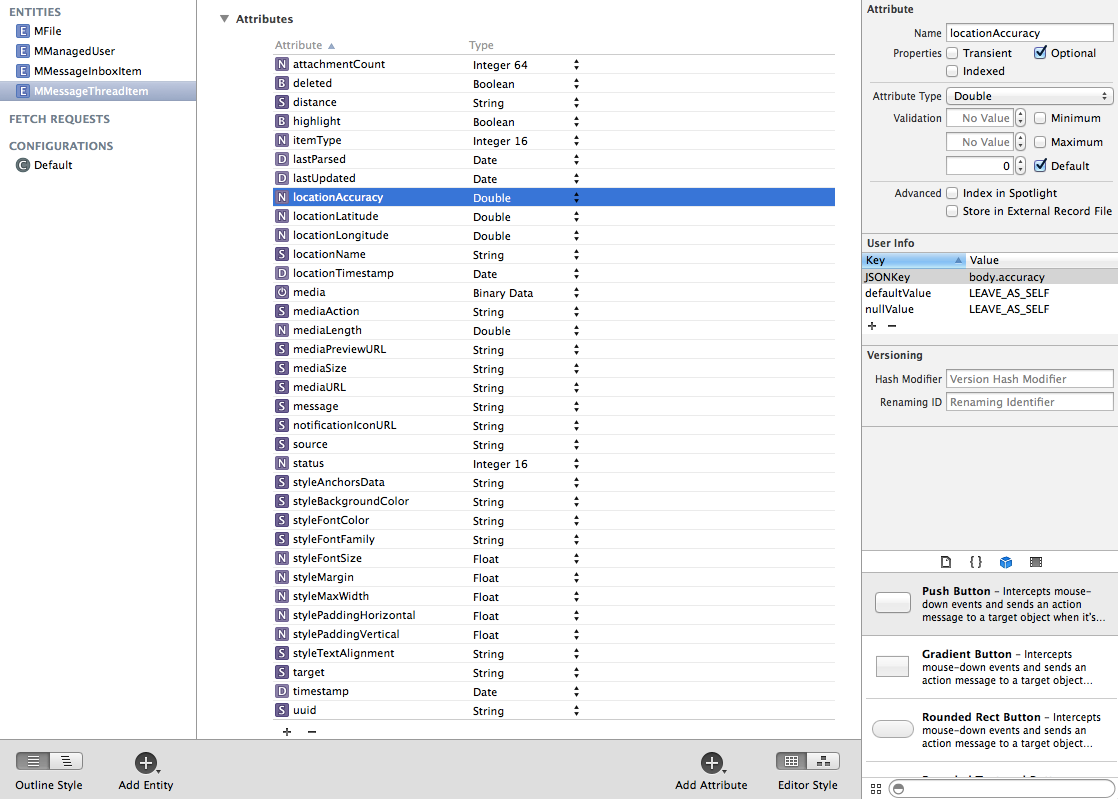 ENTITIES
E MFile
E MManagedUser
E MMessageInboxItem
E MMessageThreadItem
FETCH REQUESTS
CONFIGURATIONS
C Default
Attributes
Attribute Type
N attachmentCount Integer 64
B deleted Boolean
S distance String
B highlight Boolean
N itemType Integer 16
D lastParsed Date
D lastUpdated Date
N locationAccuracy Double
N locationLatitude Double
N locationLongitude Double
S locationName String
D locationTimestamp Date
media Binary Data
S mediaAction String
N mediaLength Double
S mediaPreviewURL String
S mediaSize String
S mediaURL String
S message String
S notificationIconURL String
S source String
N status Integer 16
S styleAnchorsData String
S styleBackgroundColor String
S styleFontColor String
S styleFontFamily String
N styleFontSize Float
N styleMargin Float
N styleMaxWidth Float
N stylePaddingHorizontal Float
N stylePaddingVertical Float
S styleTextAlignment String
S target String
D timestamp Date
S uuid String
+ −
Outline Style
Add Entity
Add Attribute
Editor Style
Attribute
Name locationAccuracy
Properties Transient Optional
Indexed
Attribute Type Double
Validation No Value Minimum
No Value Maximum
0 Default
Advanced Index in Spotlight
Store in External Record File
User Info
Key Value
JSONKey body.accuracy
defaultValue LEAVE_AS_SELF
nullValue LEAVE_AS_SELF
+ −
Versioning
Hash Modifier Version Hash Modifier
Renaming ID Renaming Identifier
{ }
Push Button – Intercepts mouse-
down events and sends an action
message to a target object when it's...
Gradient Button – Intercepts
mouse-down events and sends an
action message to a target object...
Rounded Rect Button – Intercepts
mouse-down events and sends an
action message to a target object...